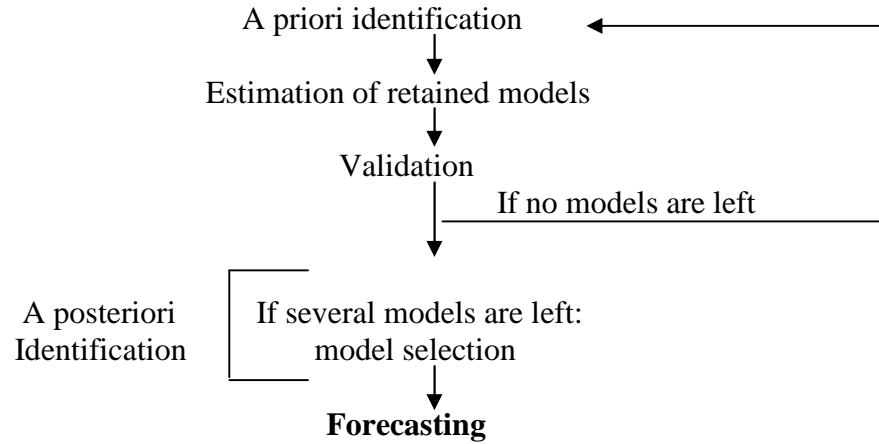 A priori identification
Estimation of retained models
Validation
If no models are left
A posteriori
Identification
If several models are left:
model selection
Forecasting